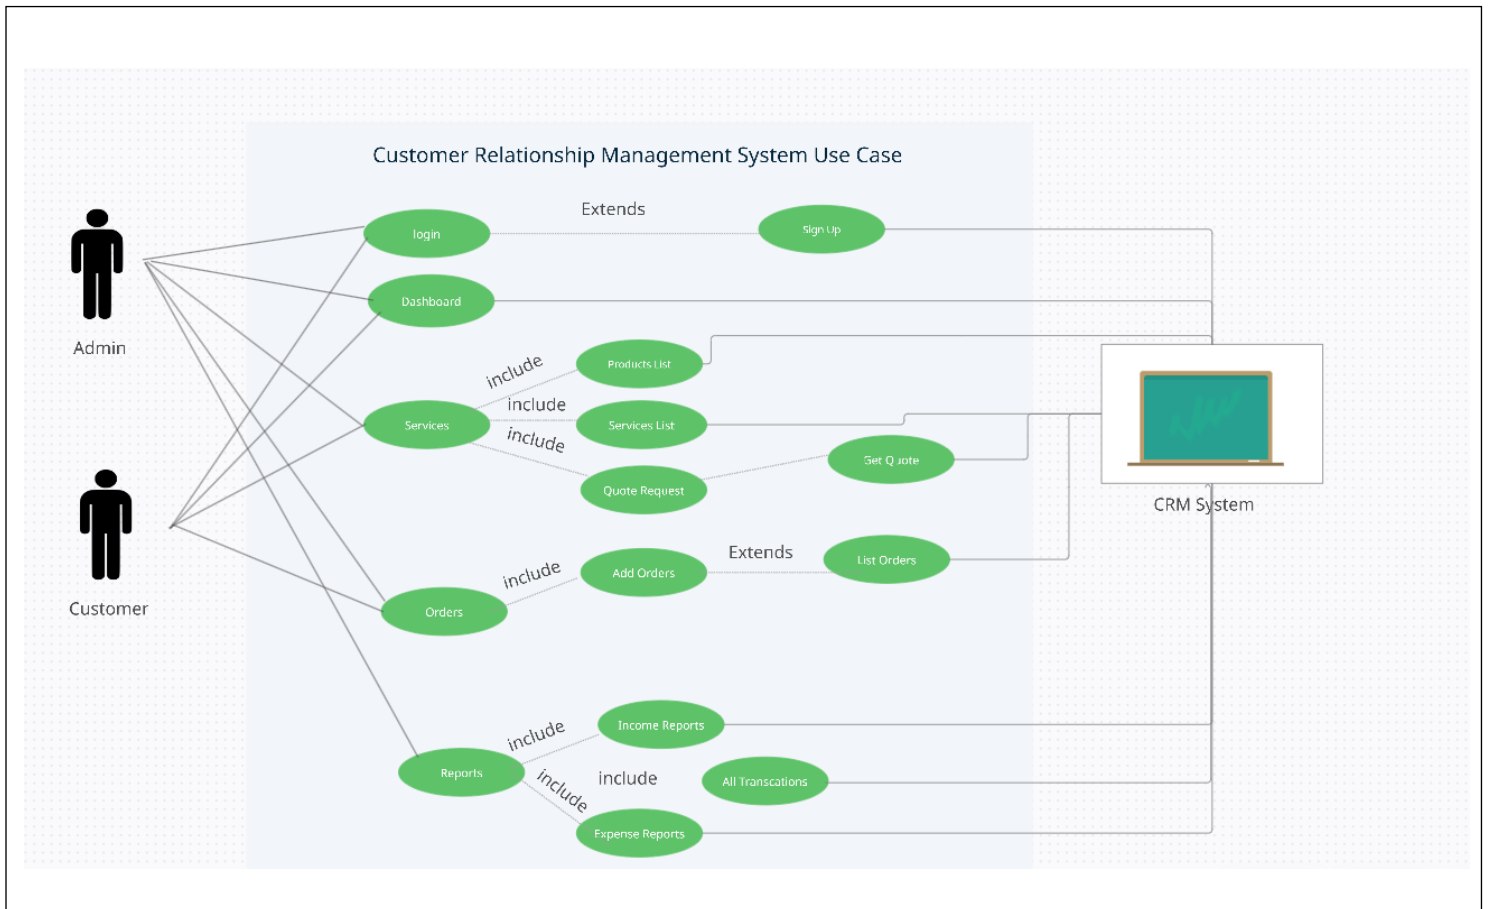 Customer Relationship Management System Use Case
Extends
login
Sign Up
Dashboard
Admin
include
Products List
include
Services
Services List
include
Get Quote
Quote Request
CRM System
Extends
include
Add Orders
List Orders
Customer
Orders
include
Income Reports
Reports
include
include
All Transcations
Expense Reports